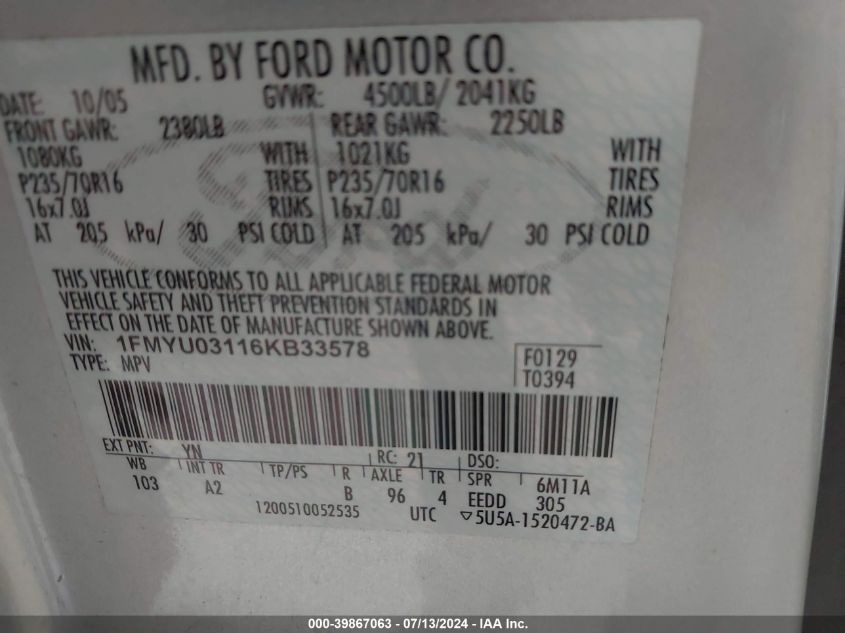 MFD. BY FORD MOTOR CO.
DATE: 10/05 GVWR: 4500LB/ 2041KG
FRONT GAWR: 2380LB REAR GAWR: 2250LB
1080KG WITH 1021KG WITH
P235/70R16 TIRES P235/70R16 TIRES
16x7.0J RIMS 16x7.0J RIMS
AT 205 kPa/ 30 PSI COLD AT 205 kPa/ 30 PSI COLD
THIS VEHICLE CONFORMS TO ALL APPLICABLE FEDERAL MOTOR
VEHICLE SAFETY AND THEFT PREVENTION STANDARDS IN
EFFECT ON THE DATE OF MANUFACTURE SHOWN ABOVE.
VIN: 1FMYU03116KB33578
TYPE: MPV
F0129
T0394
EXT PNT: YN RC: 21 DSO:
WB INT TR TP/PS R AXLE TR SPR 6M11A
103 A2 B 96 4 EEDD 305
1200510052535 UTC ▽5U5A-1520472-BA
000-39867063 / 07/13/2024 - IAA Inc.